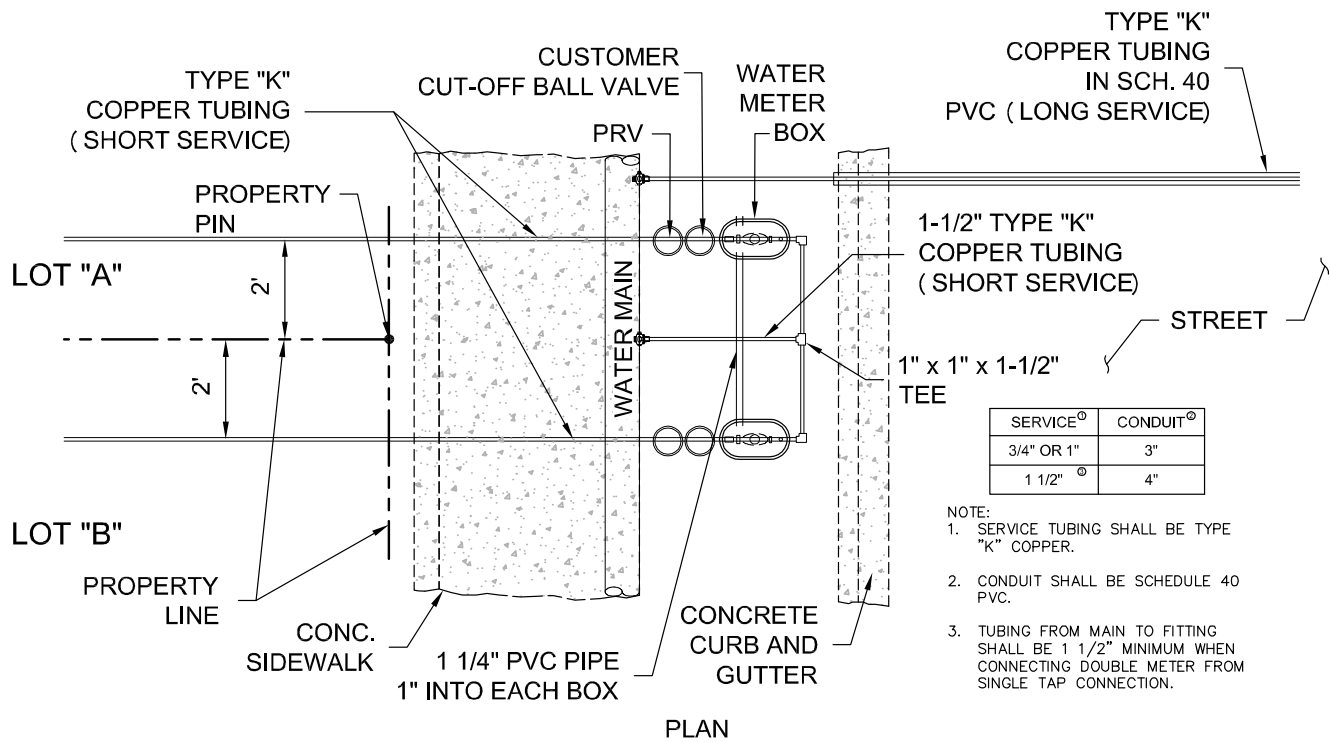 TYPE "K"
COPPER TUBING
( SHORT SERVICE)
CUSTOMER
CUT-OFF BALL VALVE
PRV
WATER
METER
BOX
TYPE "K"
COPPER TUBING
IN SCH. 40
PVC ( LONG SERVICE)
PROPERTY
PIN
LOT "A"
2'
2'
LOT "B"
PROPERTY
LINE
CONC.
SIDEWALK
WATER MAIN
1-1/2" TYPE "K"
COPPER TUBING
( SHORT SERVICE)
STREET
1" x 1" x 1-1/2"
TEE
1 1/4" PVC PIPE
1" INTO EACH BOX
CONCRETE
CURB AND
GUTTER
SERVICE① CONDUIT②
3/4" OR 1" 3"
1 1/2" ③ 4"
NOTE:
1. SERVICE TUBING SHALL BE TYPE
"K" COPPER.
2. CONDUIT SHALL BE SCHEDULE 40
PVC.
3. TUBING FROM MAIN TO FITTING
SHALL BE 1 1/2" MINIMUM WHEN
CONNECTING DOUBLE METER FROM
SINGLE TAP CONNECTION.
PLAN